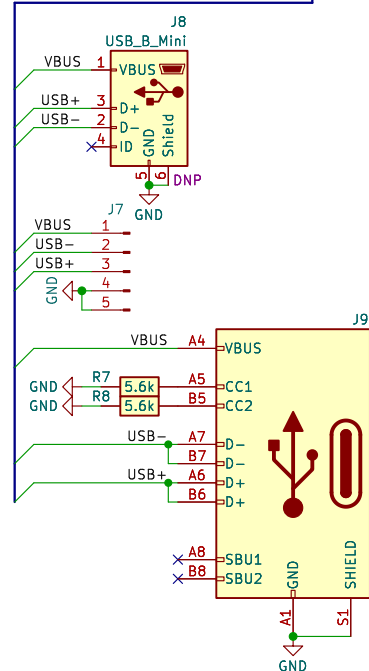 J8
USB_B_Mini
VBUS 1 VBUS
USB+ 3 D+
USB- 2 D-
4 ID
GND
Shield
5 6 DNP
GND
J7
VBUS 1
USB- 2
USB+ 3
GND 4
5
J9
VBUS A4 VBUS
GND R7 5.6k A5 CC1
GND R8 5.6k B5 CC2
USB- A7 D-
B7 D-
USB+ A6 D+
B6 D+
A8 SBU1
B8 SBU2
GND
SHIELD
A1 S1
GND